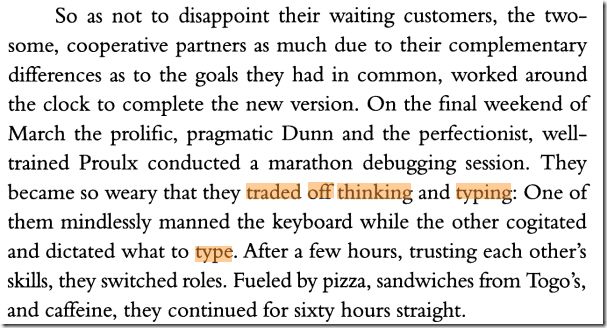 So as not to disappoint their waiting customers, the two-
some, cooperative partners as much due to their complementary
differences as to the goals they had in common, worked around
the clock to complete the new version. On the final weekend of
March the prolific, pragmatic Dunn and the perfectionist, well-
trained Proulx conducted a marathon debugging session. They
became so weary that they traded off thinking and typing: One of
them mindlessly manned the keyboard while the other cogitated
and dictated what to type. After a few hours, trusting each other's
skills, they switched roles. Fueled by pizza, sandwiches from Togo's,
and caffeine, they continued for sixty hours straight.